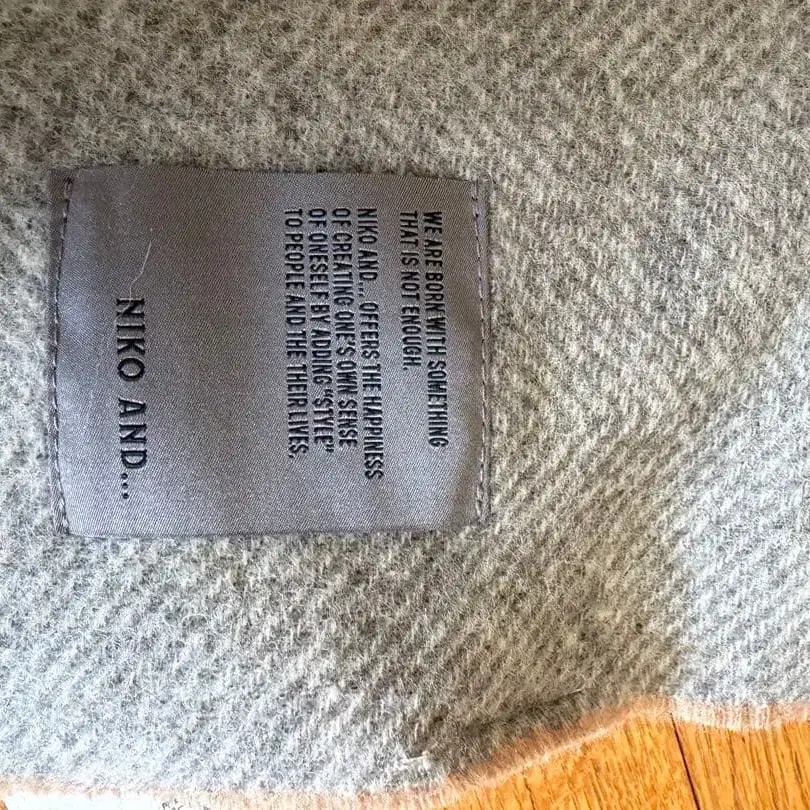 WE ARE BORN WITH SOMETHING
THAT IS NOT ENOUGH.
NIKO AND... OFFERS THE HAPPINESS
OF CREATING ONE'S OWN SENSE
OF ONESELF BY ADDING "STYLE"
TO PEOPLE AND THE THEIR LIVES.
NIKO AND...